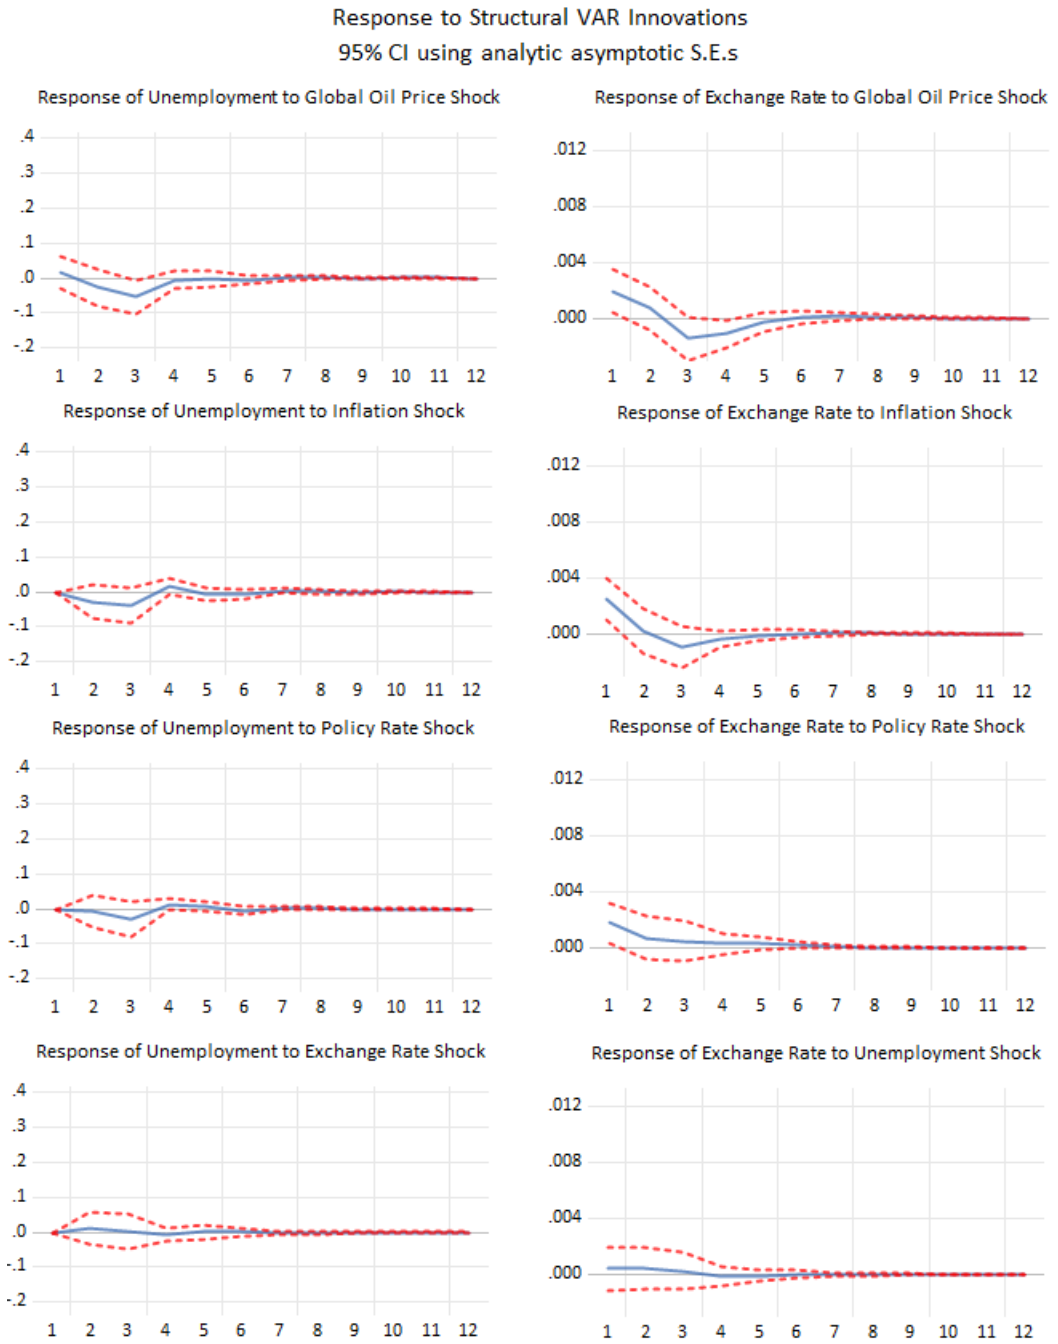 Response to Structural VAR Innovations
95% CI using analytic asymptotic S.E.s
Response of Unemployment to Global Oil Price Shock
.4
.3
.2
.1
.0
-.1
-.2
1 2 3 4 5 6 7 8 9 10 11 12
Response of Exchange Rate to Global Oil Price Shock
.012
.008
.004
.000
1 2 3 4 5 6 7 8 9 10 11 12
Response of Unemployment to Inflation Shock
.4
.3
.2
.1
.0
-.1
-.2
1 2 3 4 5 6 7 8 9 10 11 12
Response of Exchange Rate to Inflation Shock
.012
.008
.004
.000
1 2 3 4 5 6 7 8 9 10 11 12
Response of Unemployment to Policy Rate Shock
.4
.3
.2
.1
.0
-.1
-.2
1 2 3 4 5 6 7 8 9 10 11 12
Response of Exchange Rate to Policy Rate Shock
.012
.008
.004
.000
1 2 3 4 5 6 7 8 9 10 11 12
Response of Unemployment to Exchange Rate Shock
.4
.3
.2
.1
.0
-.1
-.2
1 2 3 4 5 6 7 8 9 10 11 12
Response of Exchange Rate to Unemployment Shock
.012
.008
.004
.000
1 2 3 4 5 6 7 8 9 10 11 12